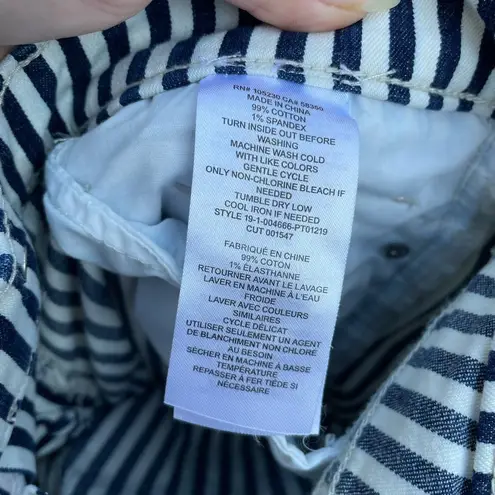 RN# 105230 CA# 58360
MADE IN CHINA
99% COTTON
1% SPANDEX
TURN INSIDE OUT BEFORE
WASHING
MACHINE WASH COLD
WITH LIKE COLORS
GENTLE CYCLE
ONLY NON-CHLORINE BLEACH IF
NEEDED
TUMBLE DRY LOW
COOL IRON IF NEEDED
STYLE 19-1-004666-PT01219
CUT 001547
FABRIQUÉ EN CHINE
99% COTON
1% ÉLASTHANNE
RETOURNER AVANT LE LAVAGE
LAVER EN MACHINE À L'EAU
FROIDE
LAVER AVEC COULEURS
SIMILAIRES
CYCLE DÉLICAT
UTILISER SEULEMENT UN AGENT
DE BLANCHIMENT NON CHLORE
AU BESOIN
SÉCHER EN MACHINE À BASSE
TEMPÉRATURE
REPASSER À FER TIÈDE SI
NÉCESSAIRE